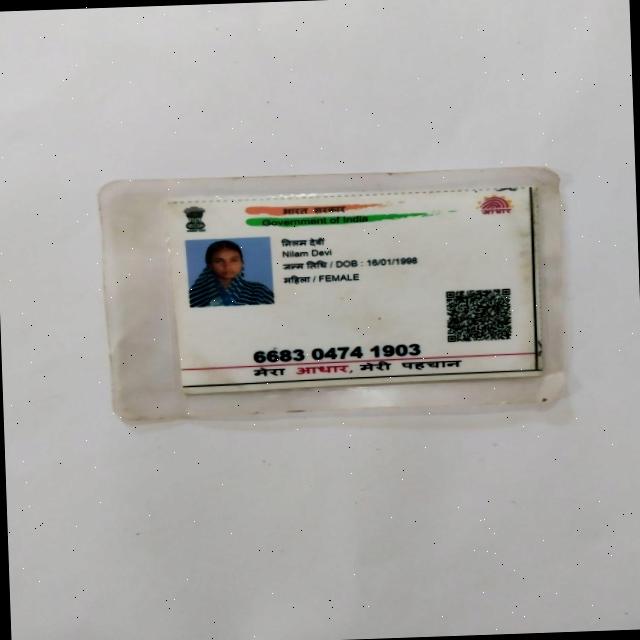 भारत सरकार
Government of India
आधार
निलम देवी
Nilam Devi
जन्म तिथि / DOB : 16/01/1998
महिला / FEMALE
6683 0474 1903
मेरा आधार, मेरी पहचान